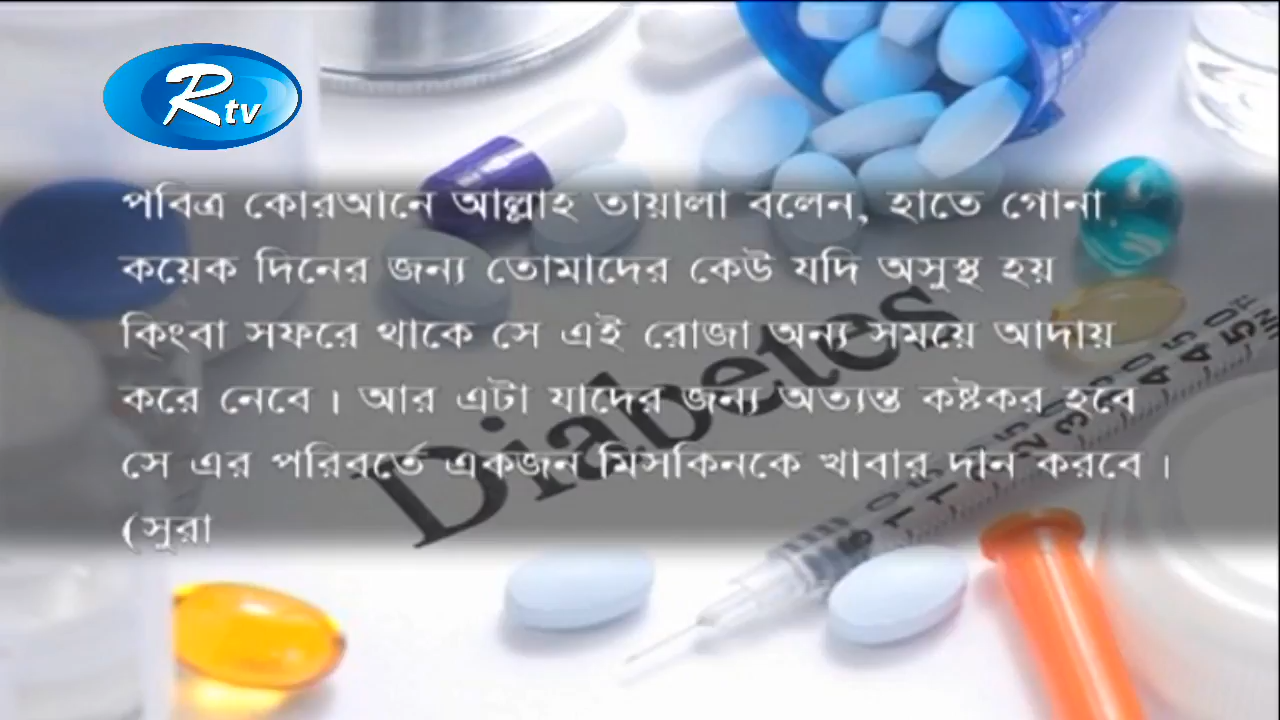 Rtv
পবিত্র কোরআনে আল্লাহ তায়ালা বলেন, হাতে গোনা
কয়েক দিনের জন্য তোমাদের কেউ যদি অসুস্থ হয়
কিংবা সফরে থাকে সে এই রোজা অন্য সময়ে আদায়
করে নেবে। আর এটা যাদের জন্য অত্যন্ত কষ্টকর হবে
সে এর পরিবর্তে একজন মিসকিনকে খাবার দান করবে।
(সুরা
Diabetes